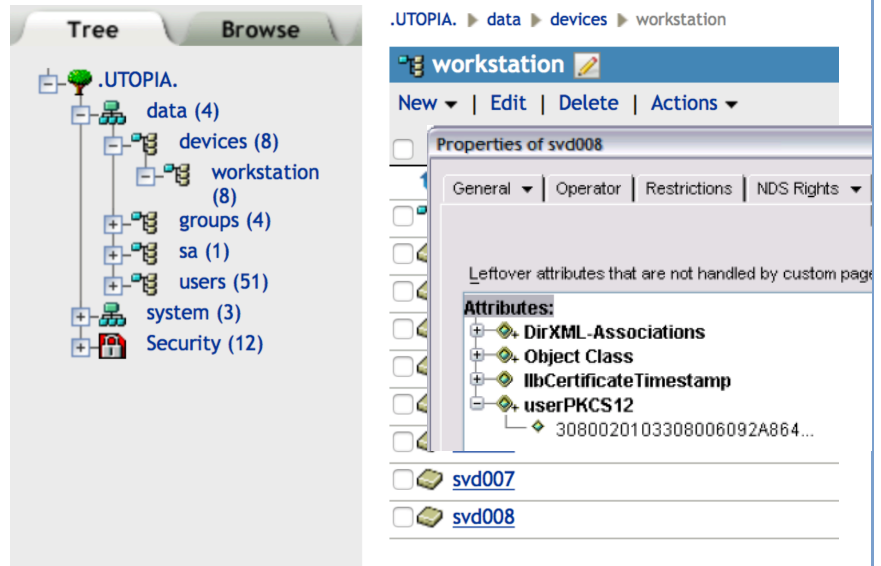 Tree
Browse
.UTOPIA.
data (4)
devices (8)
workstation
(8)
groups (4)
sa (1)
users (51)
system (3)
Security (12)
.UTOPIA. data devices workstation
workstation
New | Edit | Delete | Actions
Properties of svd008
General | Operator | Restrictions | NDS Rights
Leftover attributes that are not handled by custom page
Attributes:
DirXML-Associations
Object Class
llbCertificateTimestamp
userPKCS12
3080020103308006092A864...
svd007
svd008